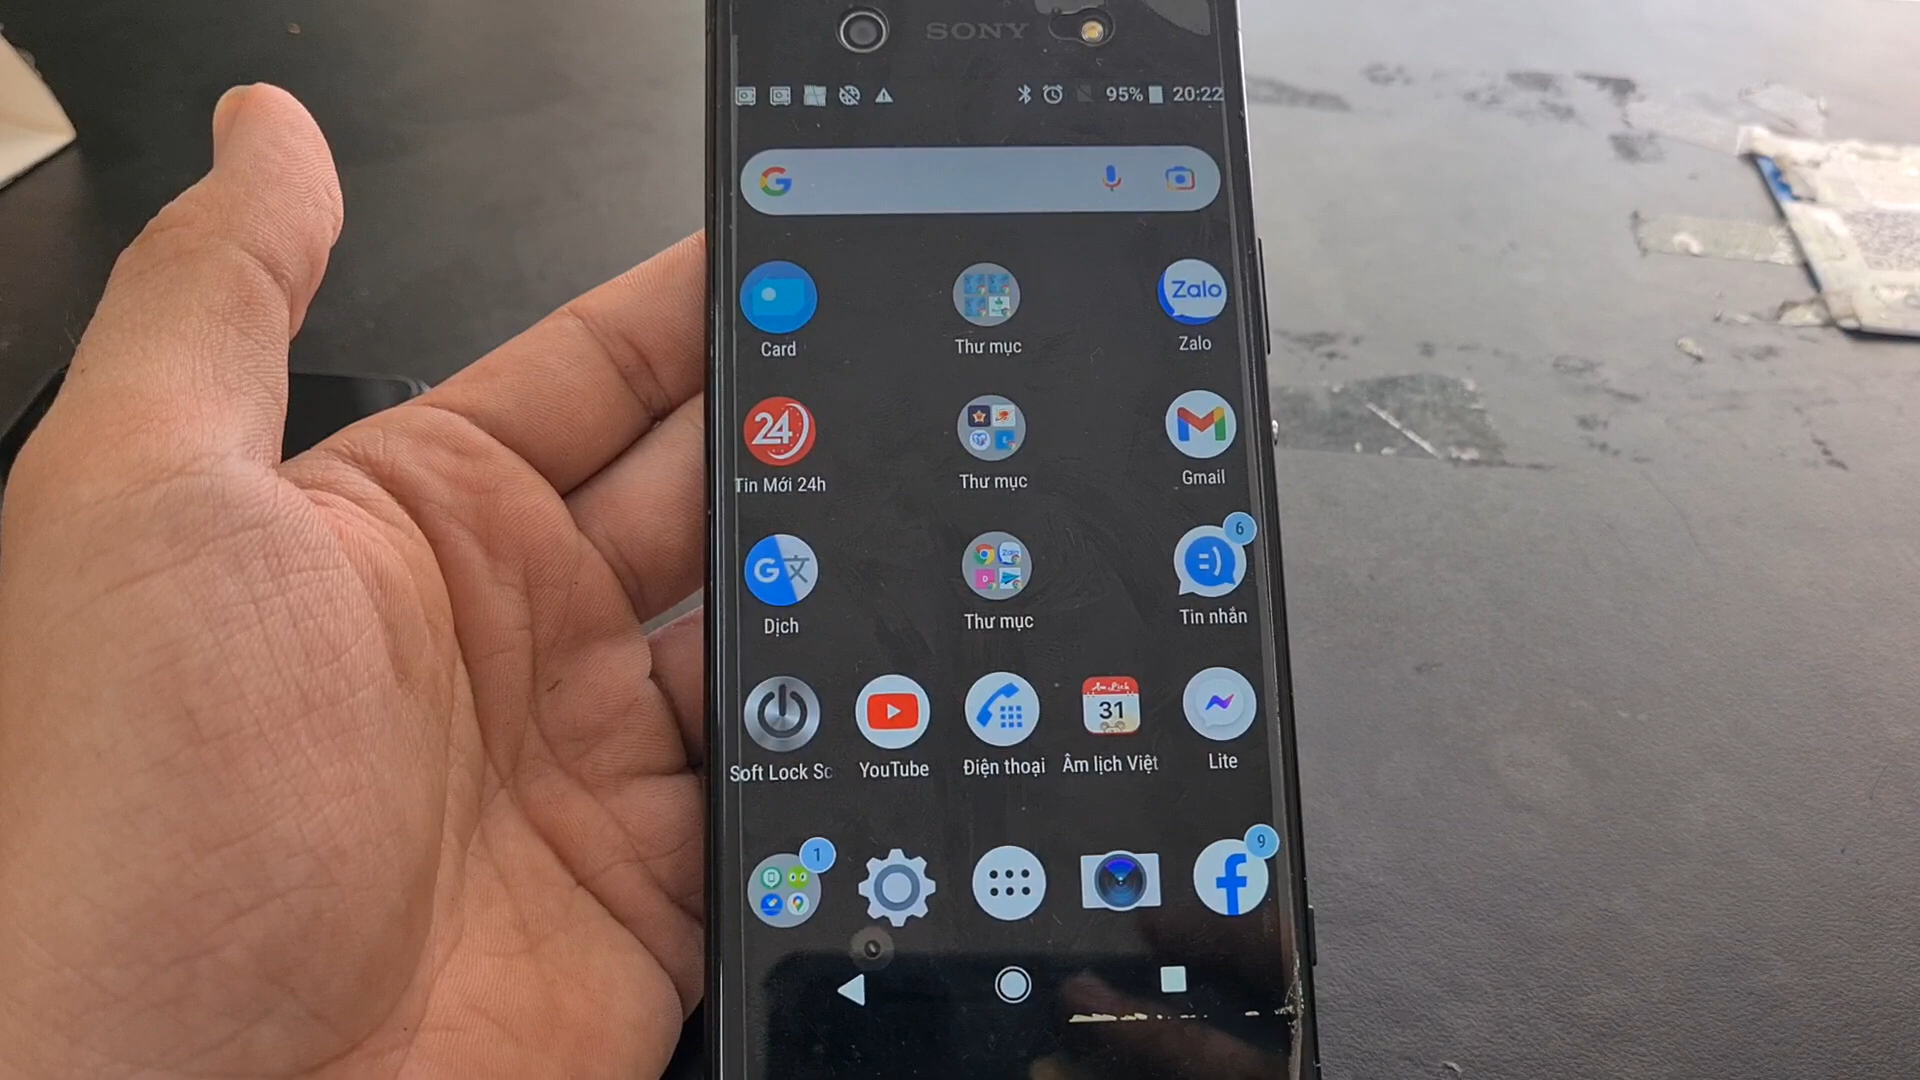 SONY
95% 20:22
Card
Thư mục
Zalo
Zalo
24
Tin Mới 24h
Thư mục
Gmail
6
Dịch
Thư mục
Tin nhắn
Soft Lock Sc
YouTube
Điện thoại
31
Âm lịch Việt
Lite
1
9